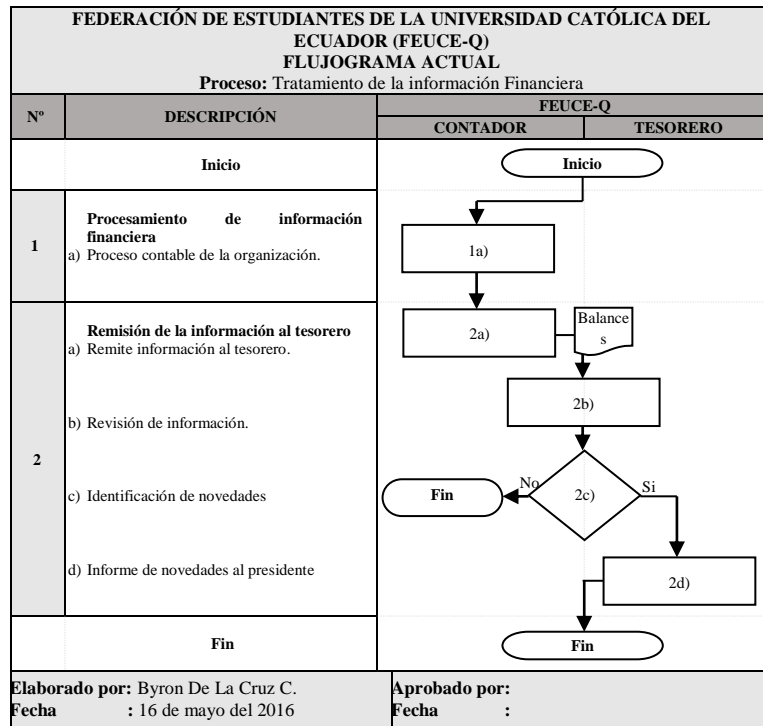 FEDERACIÓN DE ESTUDIANTES DE LA UNIVERSIDAD CATÓLICA DEL
ECUADOR (FEUCE-Q)
FLUJOGRAMA ACTUAL
Proceso: Tratamiento de la información Financiera
Nº
DESCRIPCIÓN
FEUCE-Q
CONTADOR
TESORERO
Inicio
Inicio
1
Procesamiento de información
financiera
a) Proceso contable de la organización.
1a)
2
Remisión de la información al tesorero
a) Remite información al tesorero.
2a)
Balance
s
b) Revisión de información.
2b)
c) Identificación de novedades
Fin
No
2c)
Si
d) Informe de novedades al presidente
2d)
Fin
Fin
Elaborado por: Byron De La Cruz C.
Fecha : 16 de mayo del 2016
Aprobado por:
Fecha :